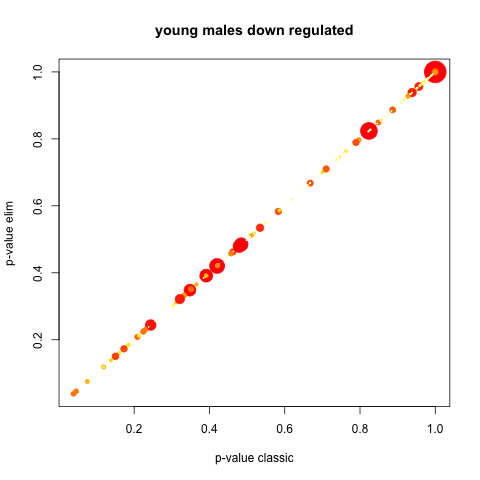 young males down regulated
p-value elim
1.0
0.8
0.6
0.4
0.2
0.2 0.4 0.6 0.8 1.0
p-value classic